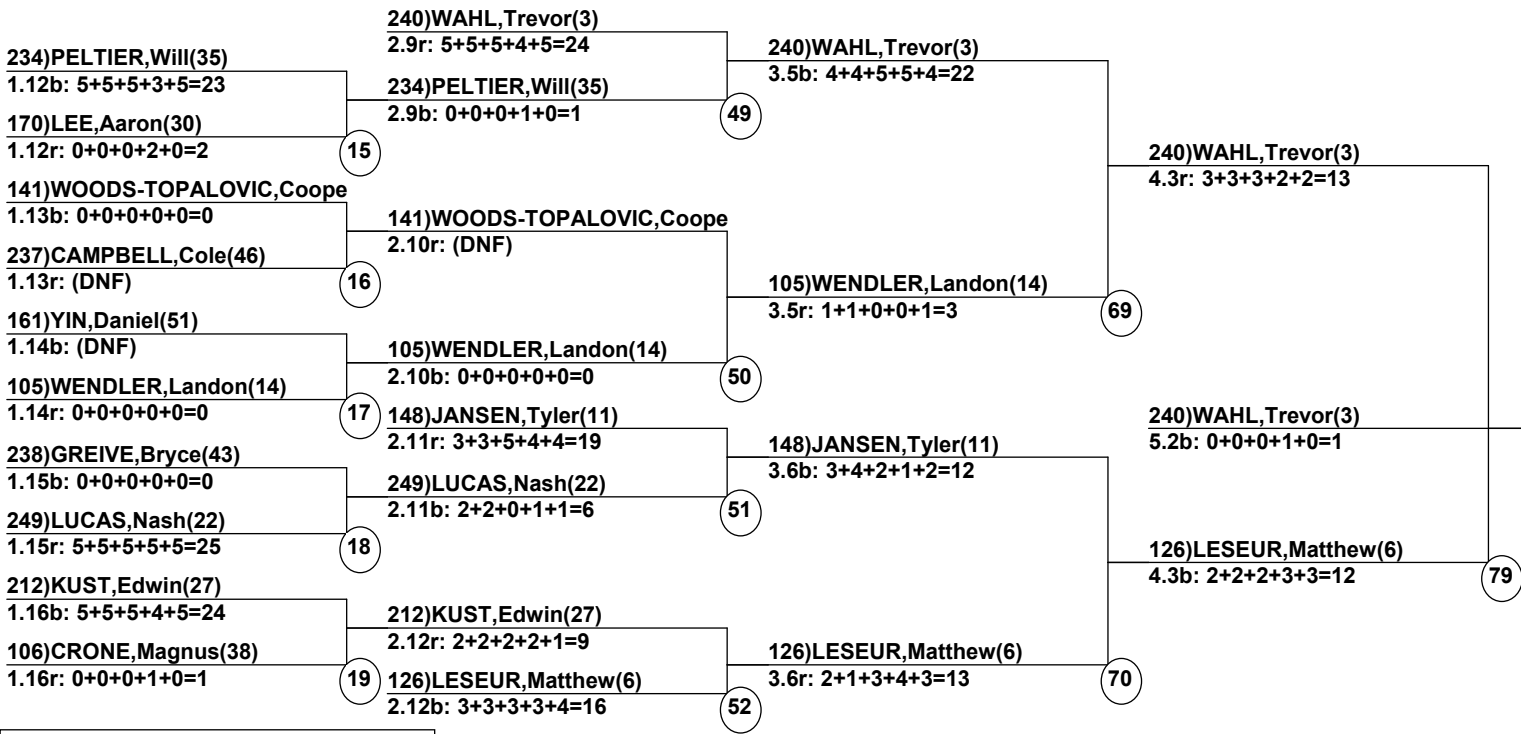 234)PELTIER,Will(35)
1.12b: 5+5+5+3+5=23
170)LEE,Aaron(30)
1.12r: 0+0+0+2+0=2
15
141)WOODS-TOPALOVIC,Coope
1.13b: 0+0+0+0+0=0
237)CAMPBELL,Cole(46)
1.13r: (DNF)
16
161)YIN,Daniel(51)
1.14b: (DNF)
105)WENDLER,Landon(14)
1.14r: 0+0+0+0+0=0
17
238)GREIVE,Bryce(43)
1.15b: 0+0+0+0+0=0
249)LUCAS,Nash(22)
1.15r: 5+5+5+5+5=25
18
212)KUST,Edwin(27)
1.16b: 5+5+5+4+5=24
106)CRONE,Magnus(38)
1.16r: 0+0+0+1+0=1
19
240)WAHL,Trevor(3)
2.9r: 5+5+5+4+5=24
234)PELTIER,Will(35)
2.9b: 0+0+0+1+0=1
49
141)WOODS-TOPALOVIC,Coope
2.10r: (DNF)
105)WENDLER,Landon(14)
2.10b: 0+0+0+0+0=0
50
148)JANSEN,Tyler(11)
2.11r: 3+3+5+4+4=19
249)LUCAS,Nash(22)
2.11b: 2+2+0+1+1=6
51
212)KUST,Edwin(27)
2.12r: 2+2+2+2+1=9
126)LESEUR,Matthew(6)
2.12b: 3+3+3+3+4=16
52
240)WAHL,Trevor(3)
3.5b: 4+4+5+5+4=22
105)WENDLER,Landon(14)
3.5r: 1+1+0+0+1=3
69
148)JANSEN,Tyler(11)
3.6b: 3+4+2+1+2=12
126)LESEUR,Matthew(6)
3.6r: 2+1+3+4+3=13
70
240)WAHL,Trevor(3)
4.3r: 3+3+3+2+2=13
126)LESEUR,Matthew(6)
4.3b: 2+2+2+3+3=12
79
240)WAHL,Trevor(3)
5.2b: 0+0+0+1+0=1